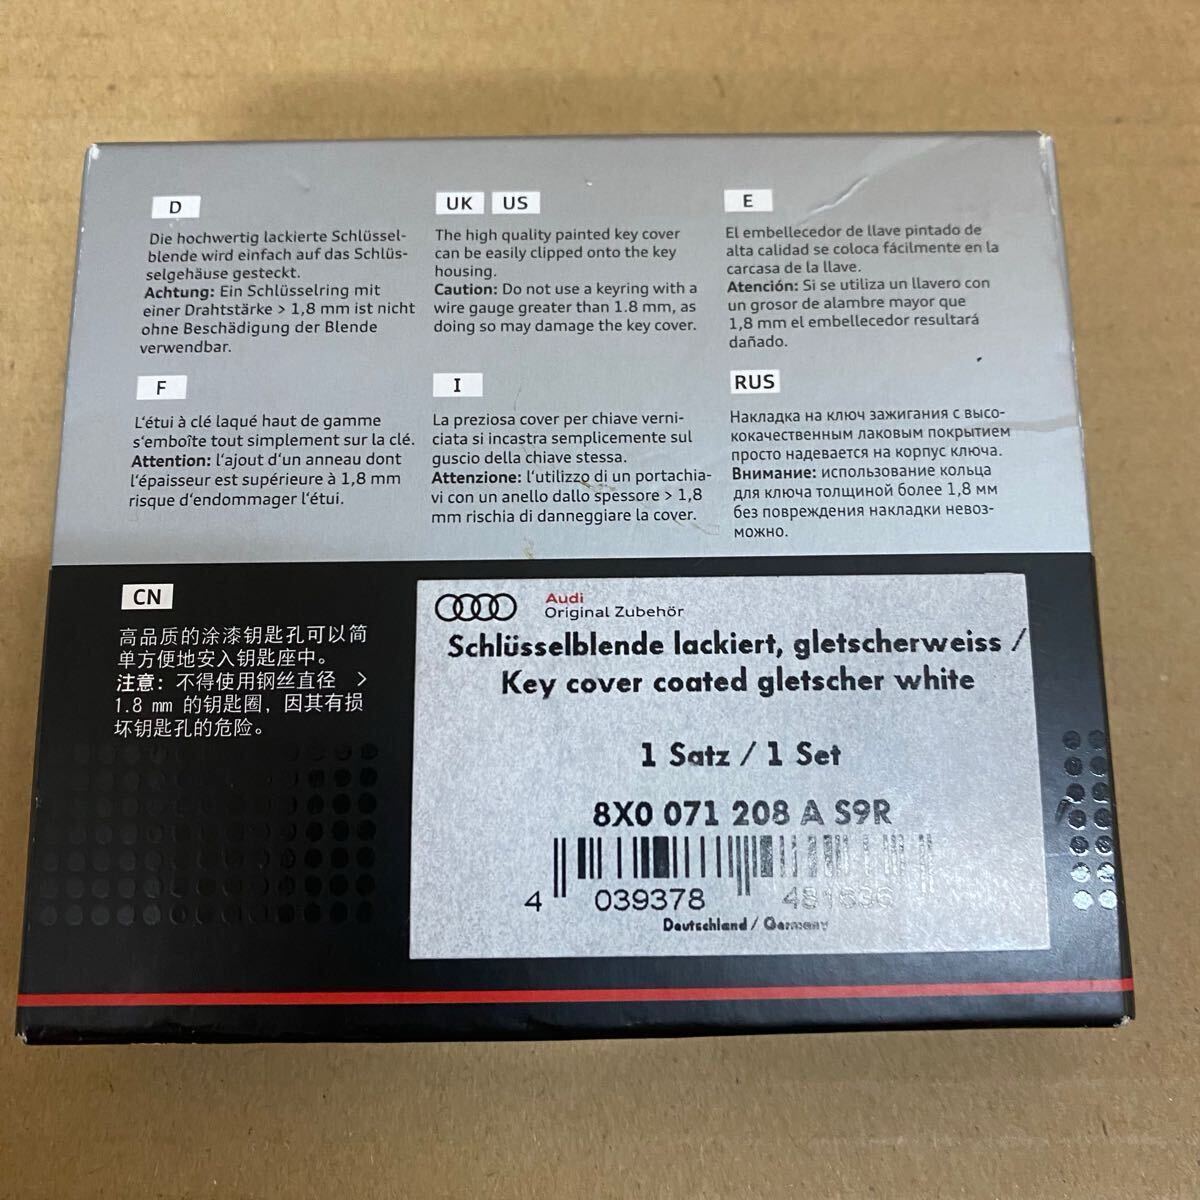 D
Die hochwertig lackierte Schlüssel-
blende wird einfach auf das Schlüs-
selgehäuse gesteckt.
Achtung: Ein Schlüsselring mit
einer Drahtstärke > 1,8 mm ist nicht
ohne Beschädigung der Blende
verwendbar.
UK US
The high quality painted key cover
can be easily clipped onto the key
housing.
Caution: Do not use a keyring with a
wire gauge greater than 1.8 mm, as
doing so may damage the key cover.
E
El embellecedor de llave pintado de
alta calidad se coloca fácilmente en la
carcasa de la llave.
Atención: Si se utiliza un llavero con
un grosor de alambre mayor que
1,8 mm el embellecedor resultará
dañado.
F
L'étui à clé laqué haut de gamme
s'emboîte tout simplement sur la clé.
Attention: l'ajout d'un anneau dont
l'épaisseur est supérieure à 1,8 mm
risque d'endommager l'étui.
I
La preziosa cover per chiave verni-
ciata si incastra semplicemente sul
guscio della chiave stessa.
Attenzione: l'utilizzo di un portachia-
vi con un anello dallo spessore > 1,8
mm rischia di danneggiare la cover.
RUS
Накладка на ключ зажигания с высо-
кокачественным лаковым покрытием
просто надевается на корпус ключа.
Внимание: использование кольца
для ключа толщиной более 1,8 мм
без повреждения накладки невоз-
можно.
CN
高品质的涂漆钥匙孔可以简
单方便地安入钥匙座中。
注意: 不得使用钢丝直径 >
1.8 mm 的钥匙圈，因其有损
坏钥匙孔的危险。
Audi
Original Zubehör
Schlüsselblende lackiert, gletscherweiss /
Key cover coated gletscher white
1 Satz / 1 Set
8X0 071 208 A S9R
4 039378 481636
Deutschland / Germany